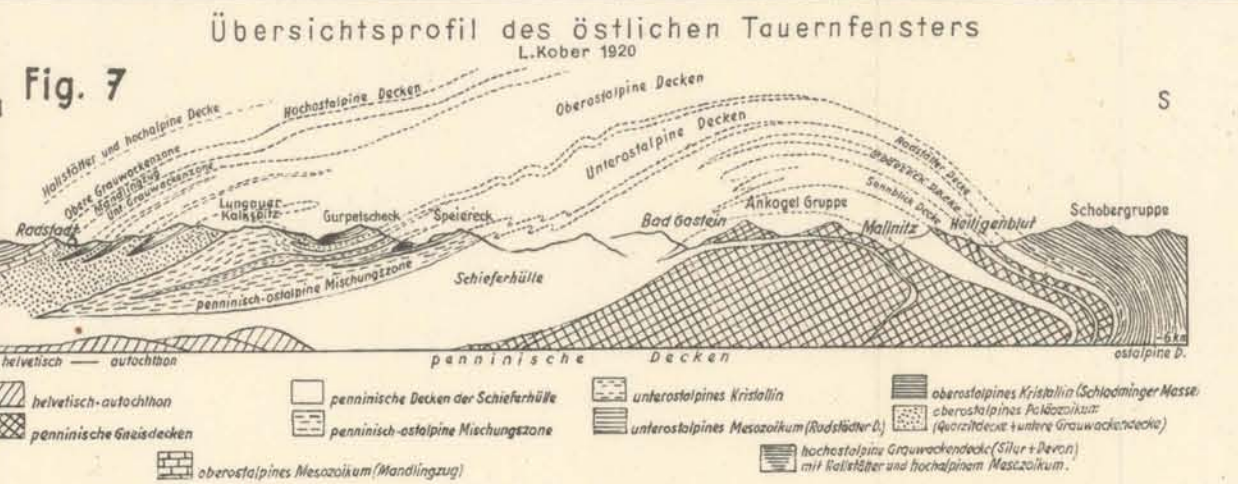 Übersichtsprofil des östlichen Tauernfensters
L.Kober 1920
Fig. 7
S
Hallstätter und hochalpine Decke
Hochostalpine Decken
Oberostalpine Decken
Unterostalpine Decken
Obere Grauwackenzone
Mandlingzug
Unt Grauwackenzone
Radstädter Decke
Sonnblick Decke
Radstadt
Lungauer
Kalkspitz
Gurpetscheck
Speiereck
Bad Gastein
Ankogel Gruppe
Mallnitz
Heiligenblut
Schobergruppe
penninisch-ostalpine Mischungszone
Schieferhülle
-6 km
helvetisch — autochthon
penninische Decken
ostalpine D.
helvetisch-autochthon
penninische Decken der Schieferhülle
unterostalpines Kristallin
oberostalpines Kristallin (Schladminger Masse)
penninische Gneisdecken
penninisch-ostalpine Mischungszone
unterostalpines Mesozoikum (Radstädter D.)
oberostalpines Paläozoikum
(Quarzitdecke + untere Grauwackendecke)
oberostalpines Mesozoikum (Mandlingzug)
hochostalpine Grauwackendecke (Silur + Devon)
mit Hallstätter und hochalpinem Mesozoikum.